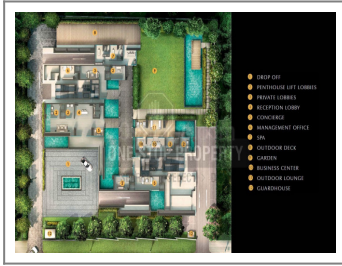 DROP OFF
PENTHOUSE LIFT LOBBIES
PRIVATE LOBBIES
RECEPTION LOBBY
CONCIERGE
MANAGEMENT OFFICE
SPA
OUTDOOR DECK
GARDEN
BUSINESS CENTER
OUTDOOR LOUNGE
GUARDHOUSE